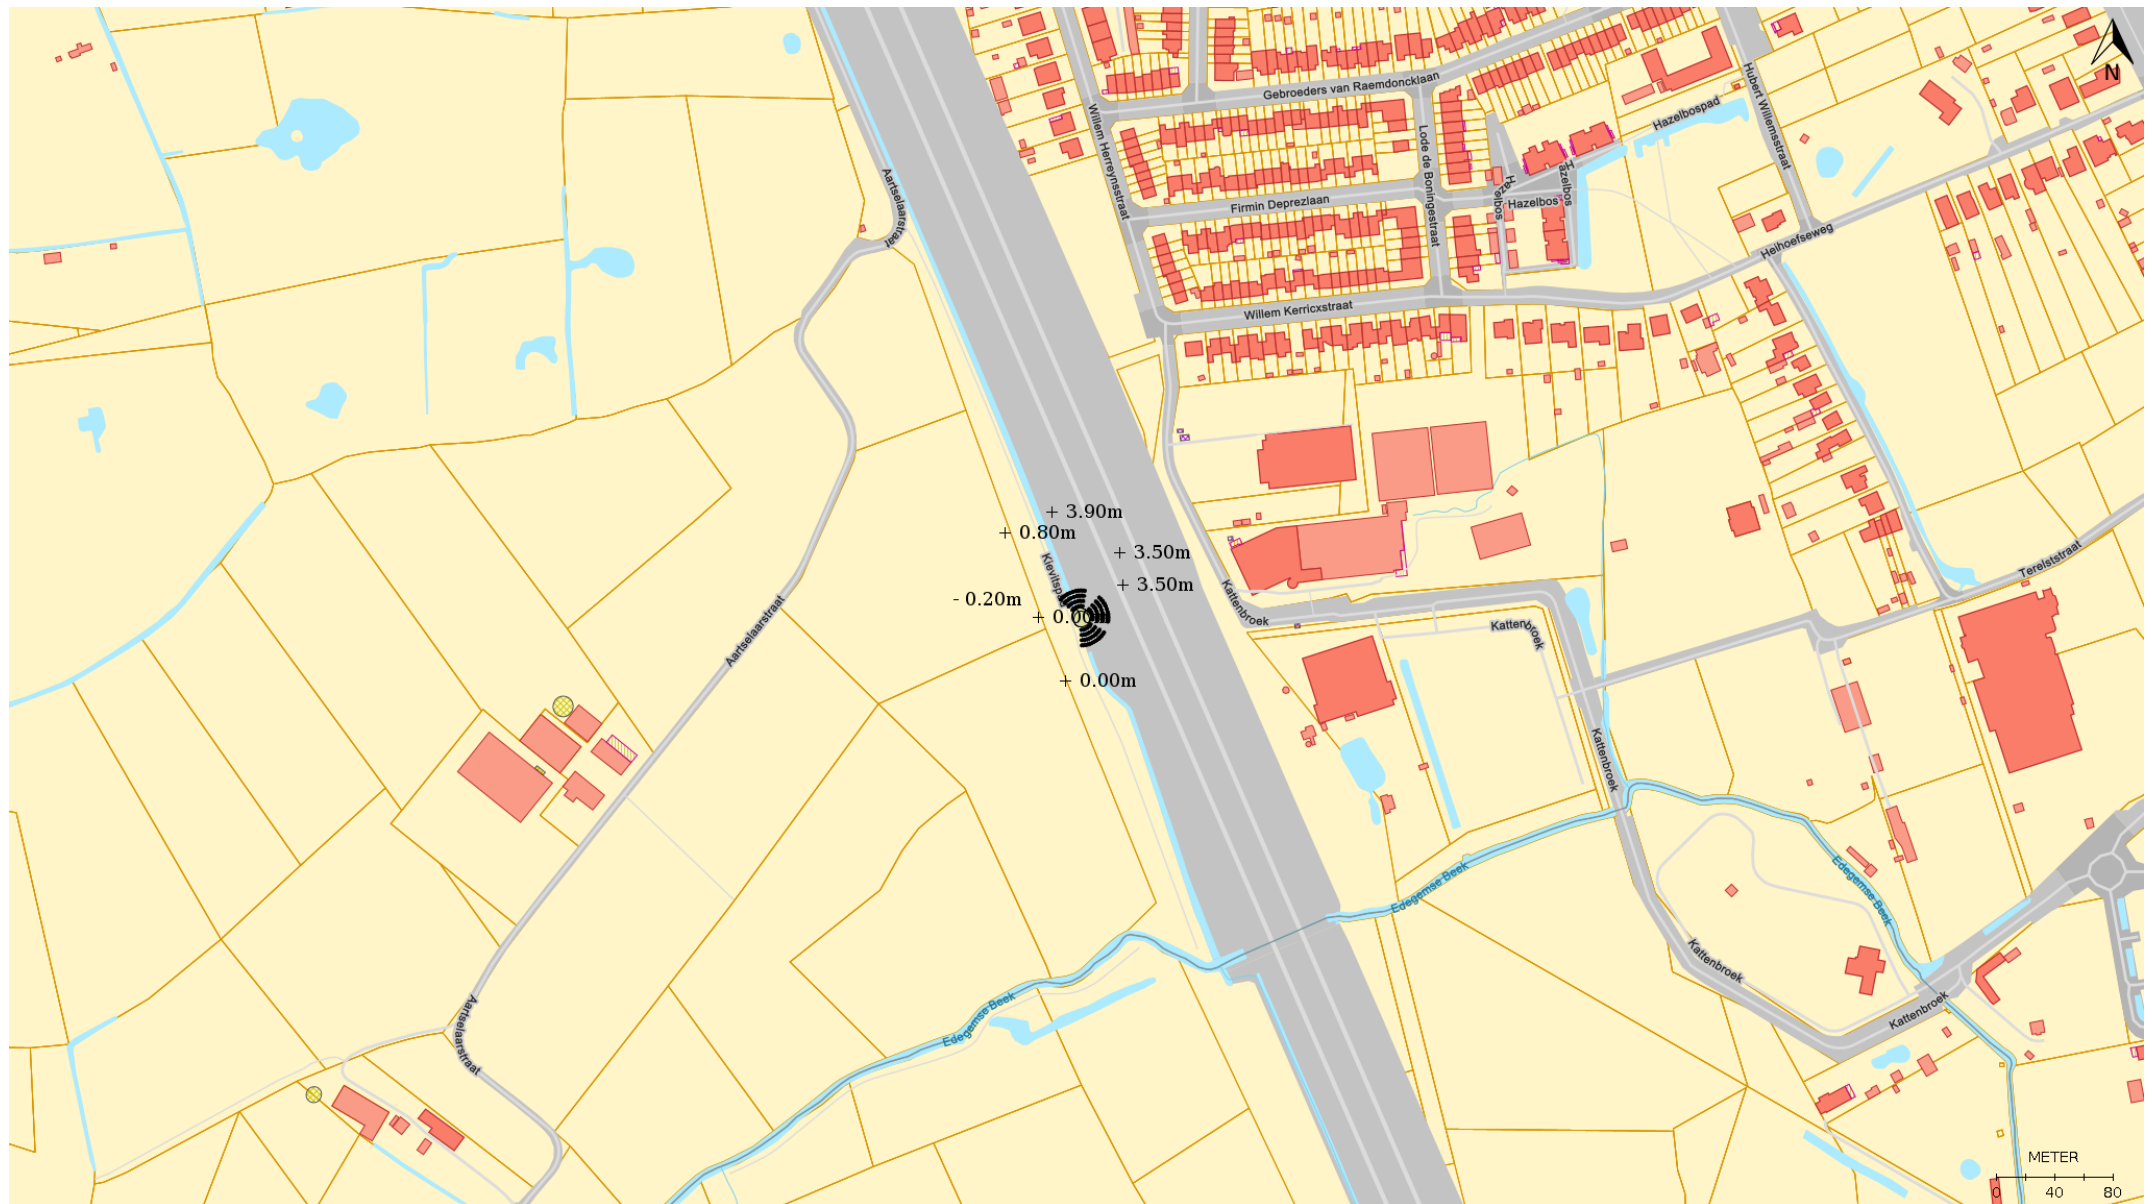 N
Gebroeders van Raemdoncklaan
Hubert Willemsstraat
Hazelbospad
Willem Herreynsstraat
Lode de Boningestraat
Aartselaarstraat
Hazelbos
Hazelbos
Hazelbos
Firmin Deprezlaan
Helhoefseweg
Willem Kerricxstraat
+ 3.90m
+ 0.80m
+ 3.50m
Kievitspad
Terelststraat
+ 3.50m
- 0.20m
Kattenbroek
+ 0.00m
Kattenbroek
Aartselaarstraat
+ 0.00m
Kattenbroek
Edegemse Beek
Edegemse Beek
Kattenbroek
Edegemse Beek
Kattenbroek
Aartselaarstraat
METER
0 40 80